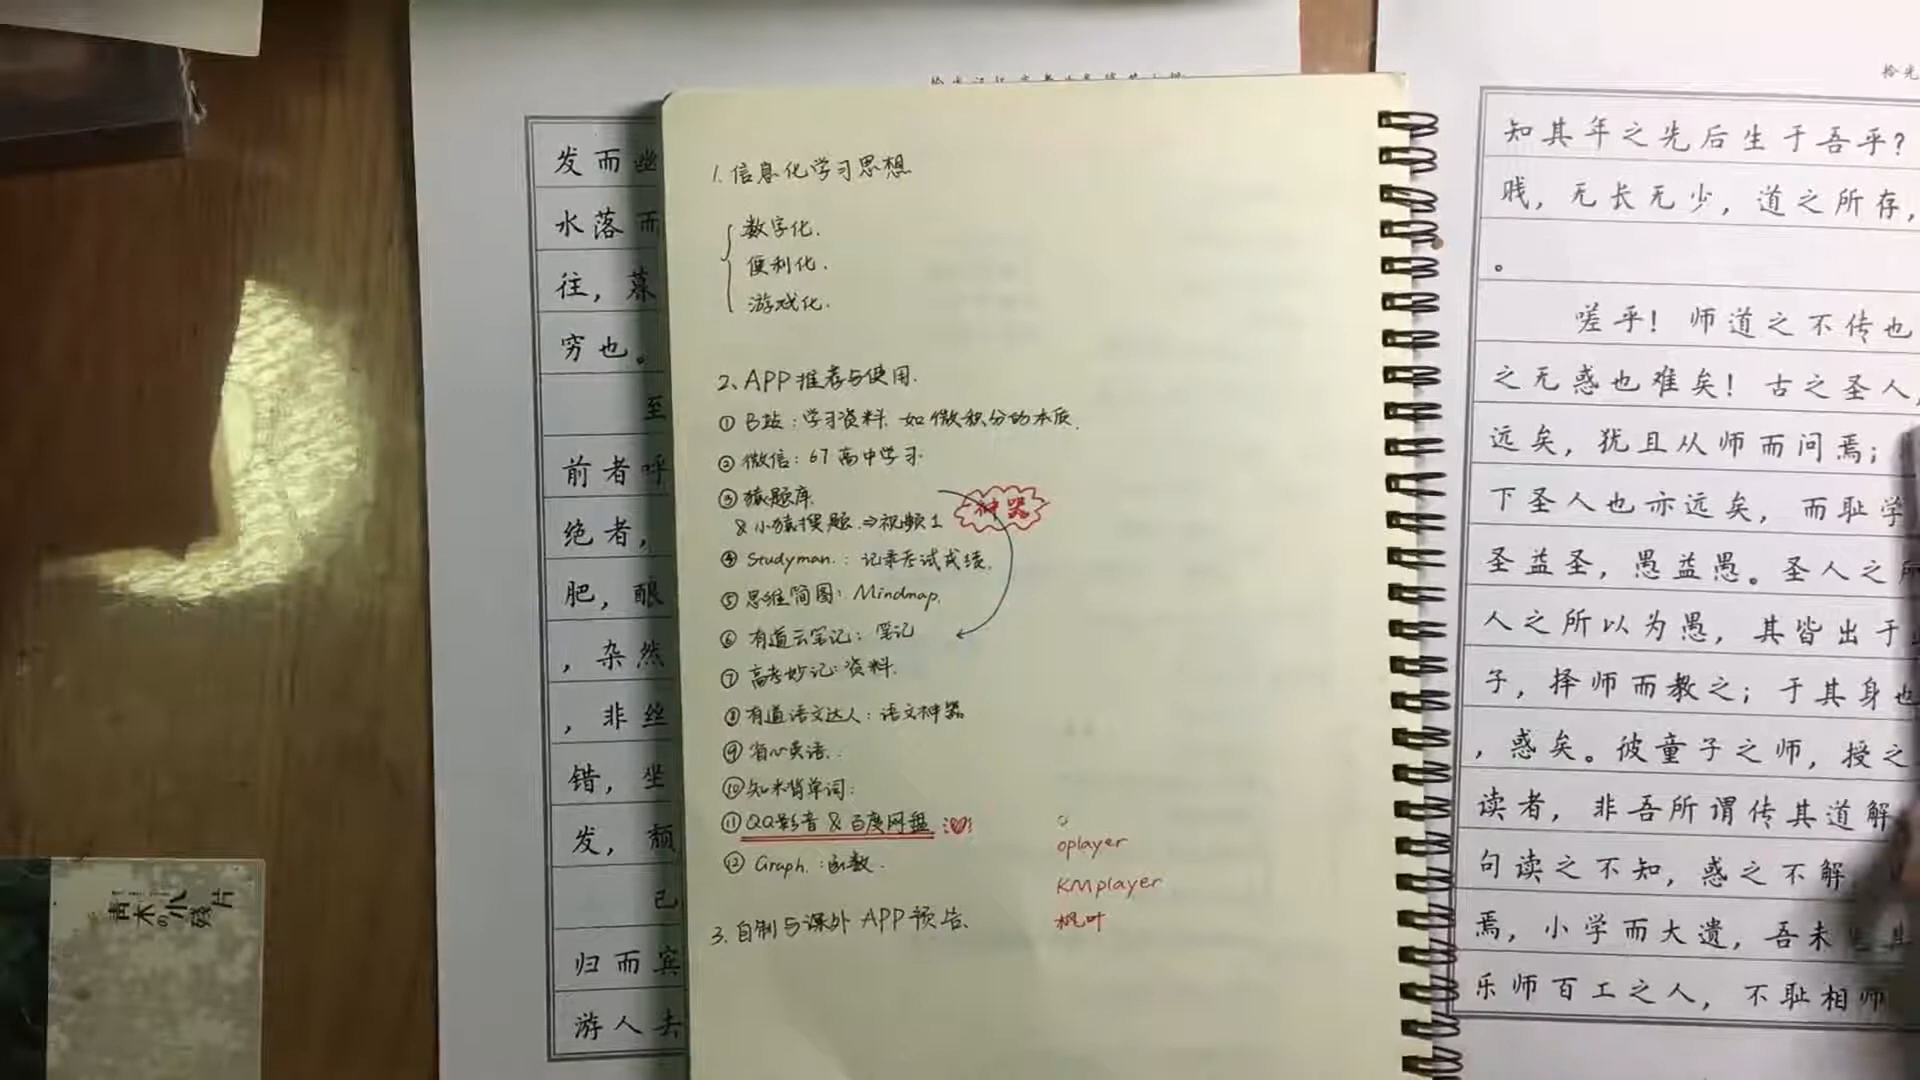 发而幽
水落而
往，暮
穷也。
至
前者呼
绝者，
肥，酿
，杂然
，非丝
错，坐
发，颓
已
归而宾
游人去
1. 信息化学习思想
数字化.
便利化.
游戏化.
2、APP推荐与使用.
① B站：学习资料. 如微积分的本质.
② 微信：67高中学习.
③ 猿题库
& 小猿搜题.⇒视频1
神器
④ Studyman.：记录考试成绩.
⑤ 思维简图：Mindmap.
⑥ 有道云笔记：笔记
⑦ 高考妙记：资料.
⑧ 有道语文达人：语文神器
⑨ 省心英语.
⑩ 知米背单词：
⑪ QQ影音 & 百度网盘
⑫ Graph.：函数.
oplayer
KMplayer
枫叶
3. 自制与课外APP预告.
青木の小残片
拾光
知其年之先后生于吾乎？
贱，无长无少，道之所存，
。
嗟乎！师道之不传也
之无惑也难矣！古之圣人，
远矣，犹且从师而问焉；
下圣人也亦远矣，而耻学
圣益圣，愚益愚。圣人之所
人之所以为愚，其皆出于
子，择师而教之；于其身也
，惑矣。彼童子之师，授之
读者，非吾所谓传其道解
句读之不知，惑之不解
焉，小学而大遗，吾未
乐师百工之人，不耻相师